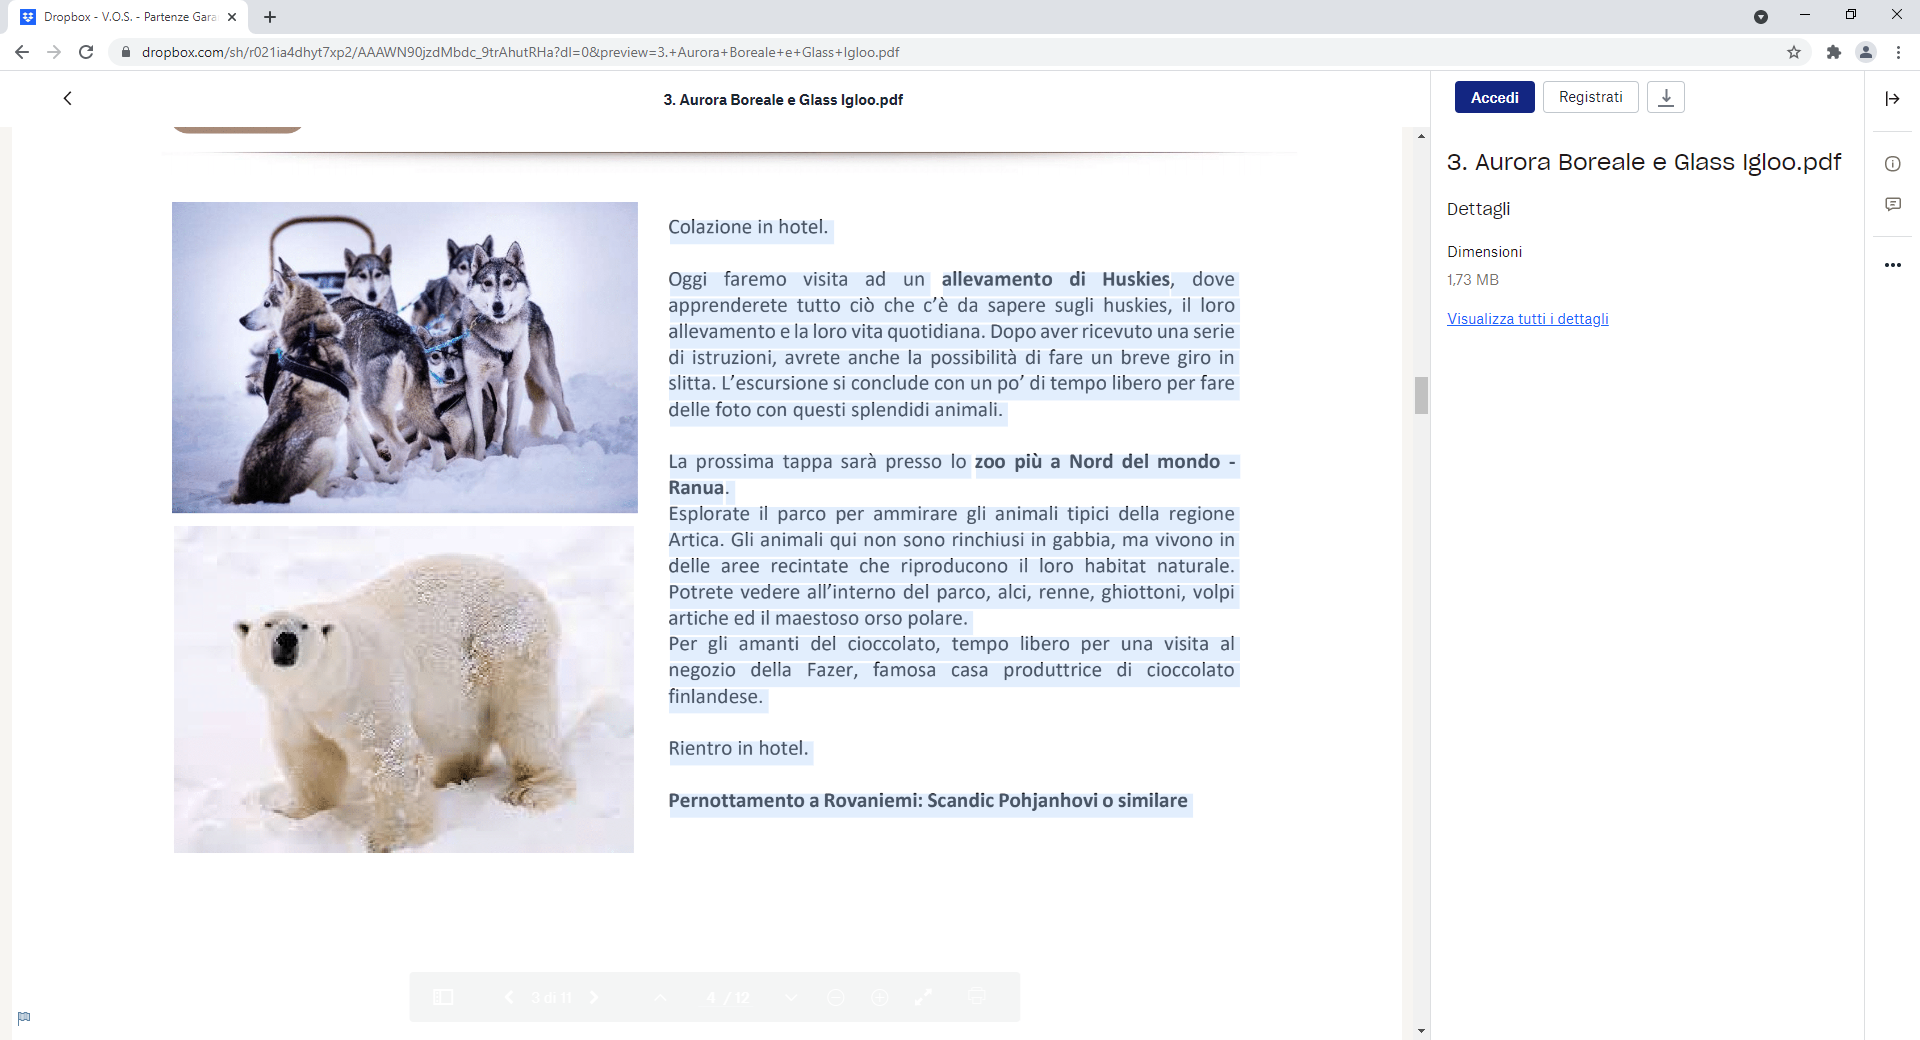 Dropbox - V.O.S. - Partenze Gara
dropbox.com/sh/r021ia4dhyt7xp2/AAAWN90jzdMbdc_9trAhutRHa?dl=0&preview=3.+Aurora+Boreale+e+Glass+Igloo.pdf
3. Aurora Boreale e Glass Igloo.pdf
Accedi
Registrati
3. Aurora Boreale e Glass Igloo.pdf
Dettagli
Dimensioni
1,73 MB
Visualizza tutti i dettagli
Colazione in hotel.
Oggi faremo visita ad un allevamento di Huskies, dove
apprenderete tutto ciò che c’è da sapere sugli huskies, il loro
allevamento e la loro vita quotidiana. Dopo aver ricevuto una serie
di istruzioni, avrete anche la possibilità di fare un breve giro in
slitta. L’escursione si conclude con un po’ di tempo libero per fare
delle foto con questi splendidi animali.
La prossima tappa sarà presso lo zoo più a Nord del mondo -
Ranua.
Esplorate il parco per ammirare gli animali tipici della regione
Artica. Gli animali qui non sono rinchiusi in gabbia, ma vivono in
delle aree recintate che riproducono il loro habitat naturale.
Potrete vedere all’interno del parco, alci, renne, ghiottoni, volpi
artiche ed il maestoso orso polare.
Per gli amanti del cioccolato, tempo libero per una visita al
negozio della Fazer, famosa casa produttrice di cioccolato
finlandese.
Rientro in hotel.
Pernottamento a Rovaniemi: Scandic Pohjanhovi o similare
3 di 11
4 / 12